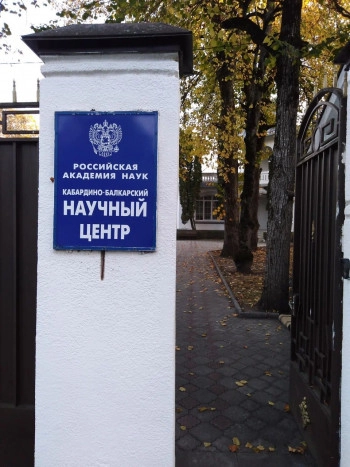 РОССИЙСКАЯ
АКАДЕМИЯ НАУК
КАБАРДИНО-БАЛКАРСКИЙ
НАУЧНЫЙ
ЦЕНТР